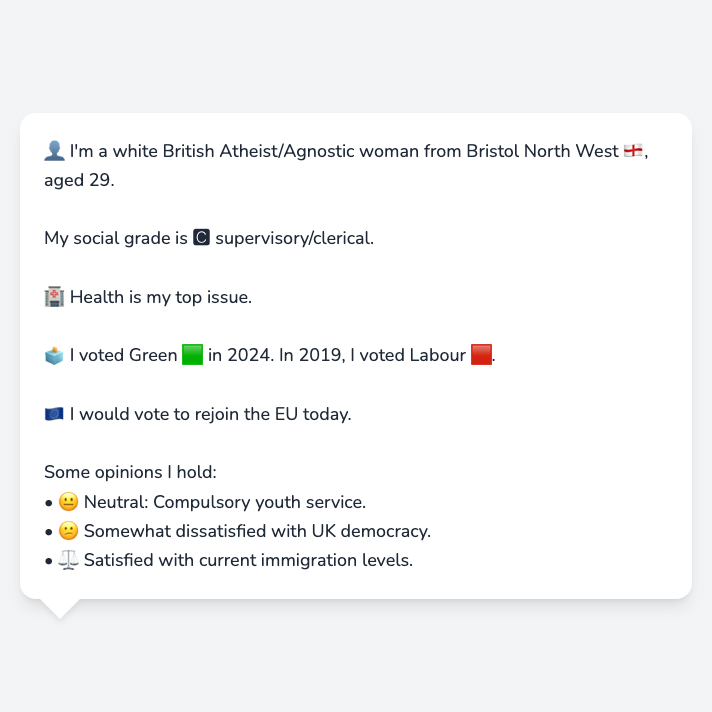 👤 I'm a white British Atheist/Agnostic woman from Bristol North West 🏴󠁧󠁢󠁥󠁮󠁧󠁿,
aged 29.
My social grade is 🅲 supervisory/clerical.
🏥 Health is my top issue.
🗳️ I voted Green 🟩 in 2024. In 2019, I voted Labour 🟥.
🇪🇺 I would vote to rejoin the EU today.
Some opinions I hold:
• 😐 Neutral: Compulsory youth service.
• 🙁 Somewhat dissatisfied with UK democracy.
• ⚖️ Satisfied with current immigration levels.